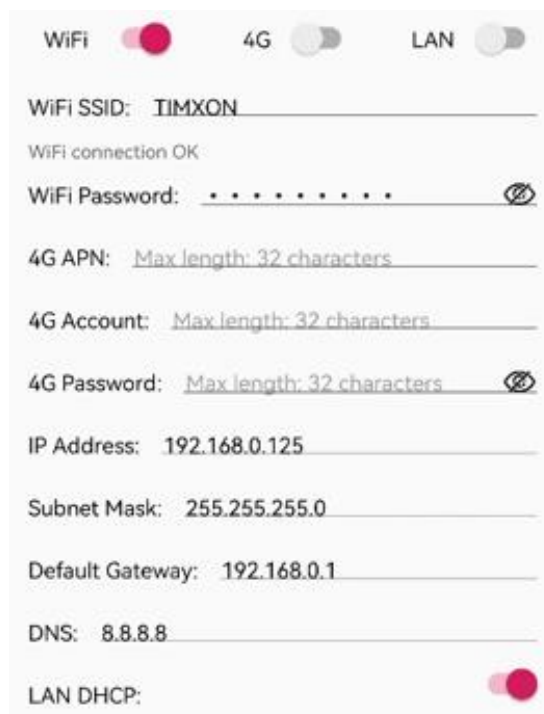 WiFi 4G LAN
WiFi SSID: TIMXON
WiFi connection OK
WiFi Password: • • • • • • • • •
4G APN: Max length: 32 characters
4G Account: Max length: 32 characters
4G Password: Max length: 32 characters
IP Address: 192.168.0.125
Subnet Mask: 255.255.255.0
Default Gateway: 192.168.0.1
DNS: 8.8.8.8
LAN DHCP: